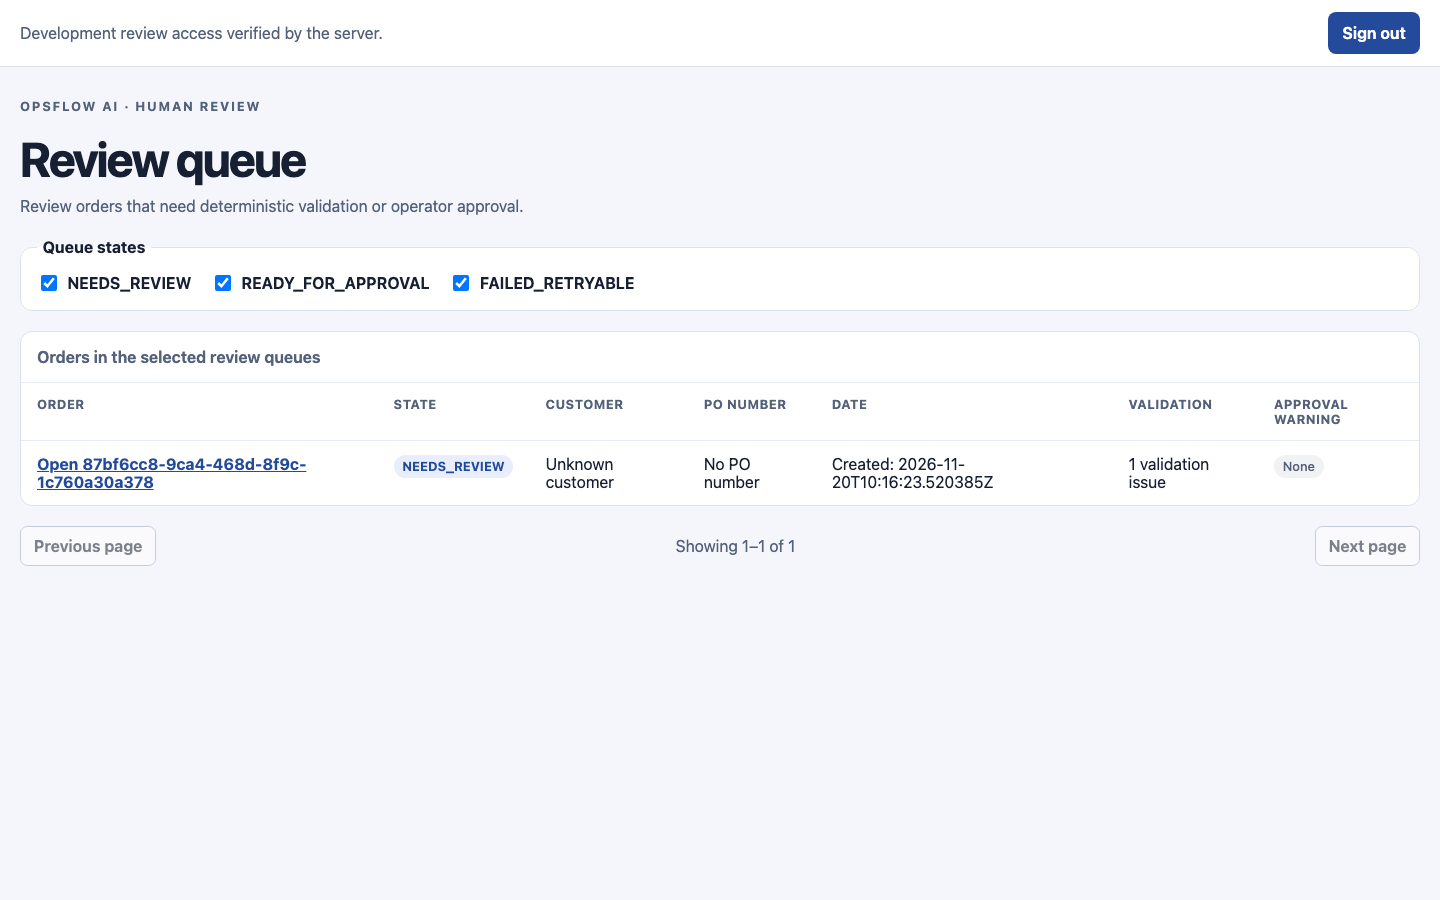 Development review access verified by the server.
Sign out
OPSFLOW AI · HUMAN REVIEW
Review queue
Review orders that need deterministic validation or operator approval.
Queue states
NEEDS_REVIEW READY_FOR_APPROVAL FAILED_RETRYABLE
Orders in the selected review queues
ORDER STATE CUSTOMER PO NUMBER DATE VALIDATION APPROVAL
WARNING
Open 87bf6cc8-9ca4-468d-8f9c-
1c760a30a378
NEEDS_REVIEW
Unknown
customer
No PO
number
Created: 2026-11-
20T10:16:23.520385Z
1 validation
issue
None
Previous page
Showing 1–1 of 1
Next page